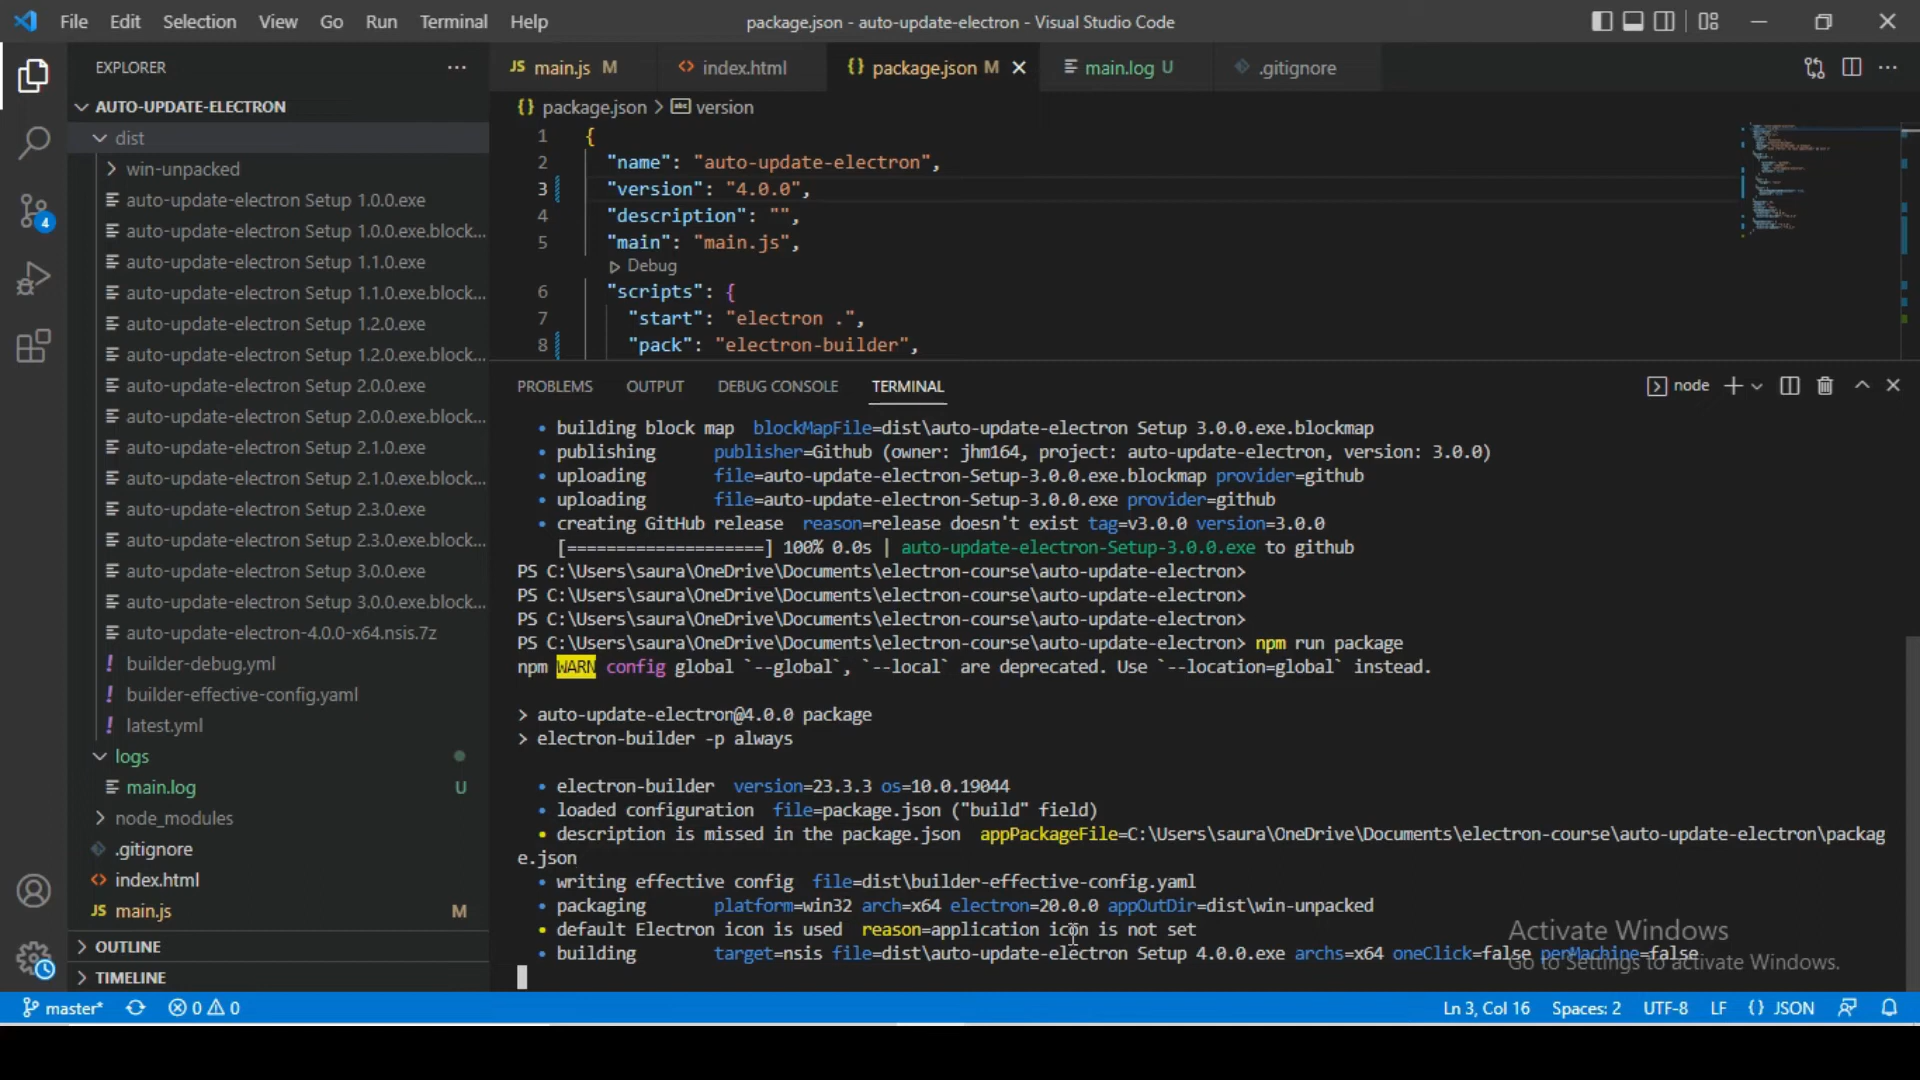 File Edit Selection View Go Run Terminal Help
package.json - auto-update-electron - Visual Studio Code
EXPLORER
AUTO-UPDATE-ELECTRON
dist
win-unpacked
auto-update-electron Setup 1.0.0.exe
auto-update-electron Setup 1.0.0.exe.block...
auto-update-electron Setup 1.1.0.exe
auto-update-electron Setup 1.1.0.exe.block...
auto-update-electron Setup 1.2.0.exe
auto-update-electron Setup 1.2.0.exe.block...
auto-update-electron Setup 2.0.0.exe
auto-update-electron Setup 2.0.0.exe.block...
auto-update-electron Setup 2.1.0.exe
auto-update-electron Setup 2.1.0.exe.block...
auto-update-electron Setup 2.3.0.exe
auto-update-electron Setup 2.3.0.exe.block...
auto-update-electron Setup 3.0.0.exe
auto-update-electron Setup 3.0.0.exe.block...
auto-update-electron-4.0.0-x64.nsis.7z
! builder-debug.yml
! builder-effective-config.yaml
! latest.yml
logs
main.log U
node_modules
.gitignore
<> index.html
JS main.js M
OUTLINE
TIMELINE
4
JS main.js M <> index.html {} package.json M main.log U .gitignore
{} package.json > abc version
1 {
2 "name": "auto-update-electron",
3 "version": "4.0.0",
4 "description": "",
5 "main": "main.js",
Debug
6 "scripts": {
7 "start": "electron .",
8 "pack": "electron-builder",
PROBLEMS OUTPUT DEBUG CONSOLE TERMINAL
node
• building block map blockMapFile=dist\auto-update-electron Setup 3.0.0.exe.blockmap
• publishing publisher=Github (owner: jhm164, project: auto-update-electron, version: 3.0.0)
• uploading file=auto-update-electron-Setup-3.0.0.exe.blockmap provider=github
• uploading file=auto-update-electron-Setup-3.0.0.exe provider=github
• creating GitHub release reason=release doesn't exist tag=v3.0.0 version=3.0.0
[====================] 100% 0.0s | auto-update-electron-Setup-3.0.0.exe to github
PS C:\Users\saura\OneDrive\Documents\electron-course\auto-update-electron>
PS C:\Users\saura\OneDrive\Documents\electron-course\auto-update-electron>
PS C:\Users\saura\OneDrive\Documents\electron-course\auto-update-electron>
PS C:\Users\saura\OneDrive\Documents\electron-course\auto-update-electron> npm run package
npm WARN config global `--global`, `--local` are deprecated. Use `--location=global` instead.
> auto-update-electron@4.0.0 package
> electron-builder -p always
• electron-builder version=23.3.3 os=10.0.19044
• loaded configuration file=package.json ("build" field)
• description is missed in the package.json appPackageFile=C:\Users\saura\OneDrive\Documents\electron-course\auto-update-electron\packag
e.json
• writing effective config file=dist\builder-effective-config.yaml
• packaging platform=win32 arch=x64 electron=20.0.0 appOutDir=dist\win-unpacked
• default Electron icon is used reason=application icon is not set
• building target=nsis file=dist\auto-update-electron Setup 4.0.0.exe archs=x64 oneClick=false perMachine=false
Activate Windows
Go to Settings to activate Windows.
master* 0 0 Ln 3, Col 16 Spaces: 2 UTF-8 LF {} JSON